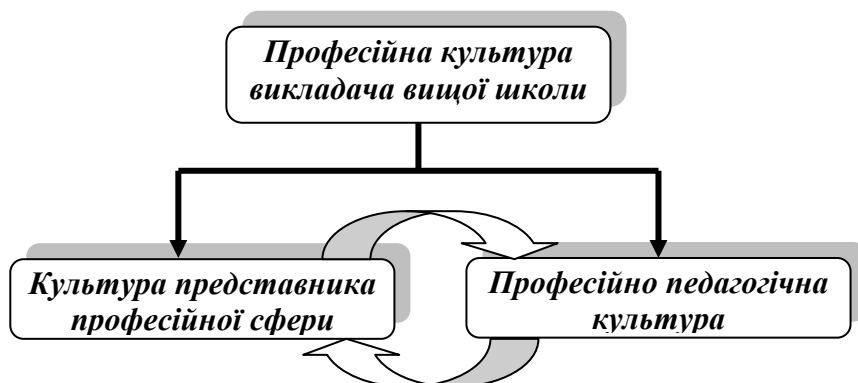 Професійна культура
викладача вищої школи
Культура представника
професійної сфери
Професійно педагогічна
культура